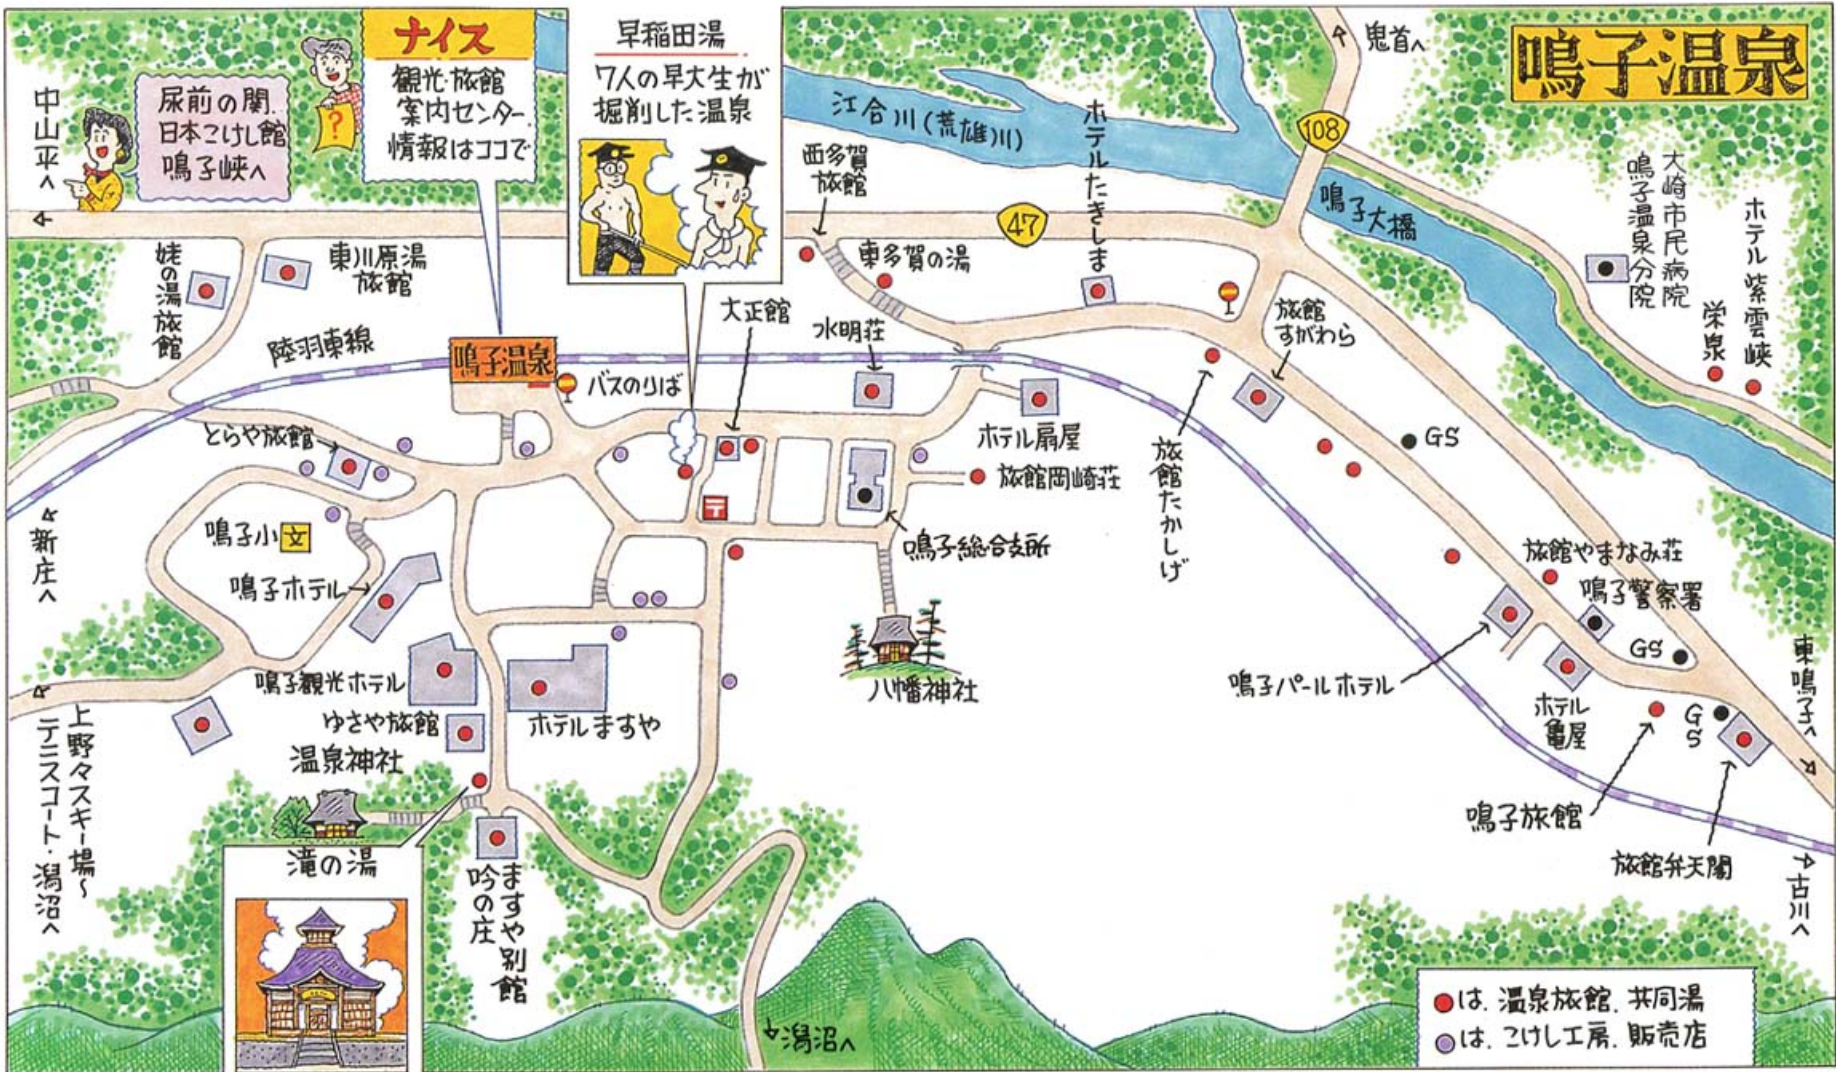 鳴子温泉
ナイス
観光・旅館
案内センター
情報はココで
早稲田湯
7人の早大生が
掘削した温泉
中山平へ
尿前の関
日本こけし館
鳴子峡へ
?
鬼首へ
108
江合川(荒雄川)
鳴子大橋
47
西多賀
旅館
東多賀の湯
ホテルたきしま
大崎市民病院
鳴子温泉分院
ホテル紫雲峡
栄泉
姥の湯旅館
東川原湯
旅館
陸羽東線
鳴子温泉
バスのりば
大正館
水明荘
旅館
すがわら
とらや旅館
ホテル扇屋
旅館岡崎荘
旅館たかしげ
GS
新庄へ
鳴子小
文
〒
鳴子総合支所
鳴子ホテル
旅館やまなみ荘
鳴子警察署
GS
東鳴子へ
鳴子観光ホテル
ゆさや旅館
温泉神社
ホテルますや
八幡神社
鳴子パールホテル
ホテル
亀屋
GS
上野々スキー場~
テニスコート・潟沼へ
鳴子旅館
旅館弁天閣
古川へ
滝の湯
ますや別館
吟の庄
潟沼へ
は、温泉旅館、共同湯
は、こけし工房、販売店